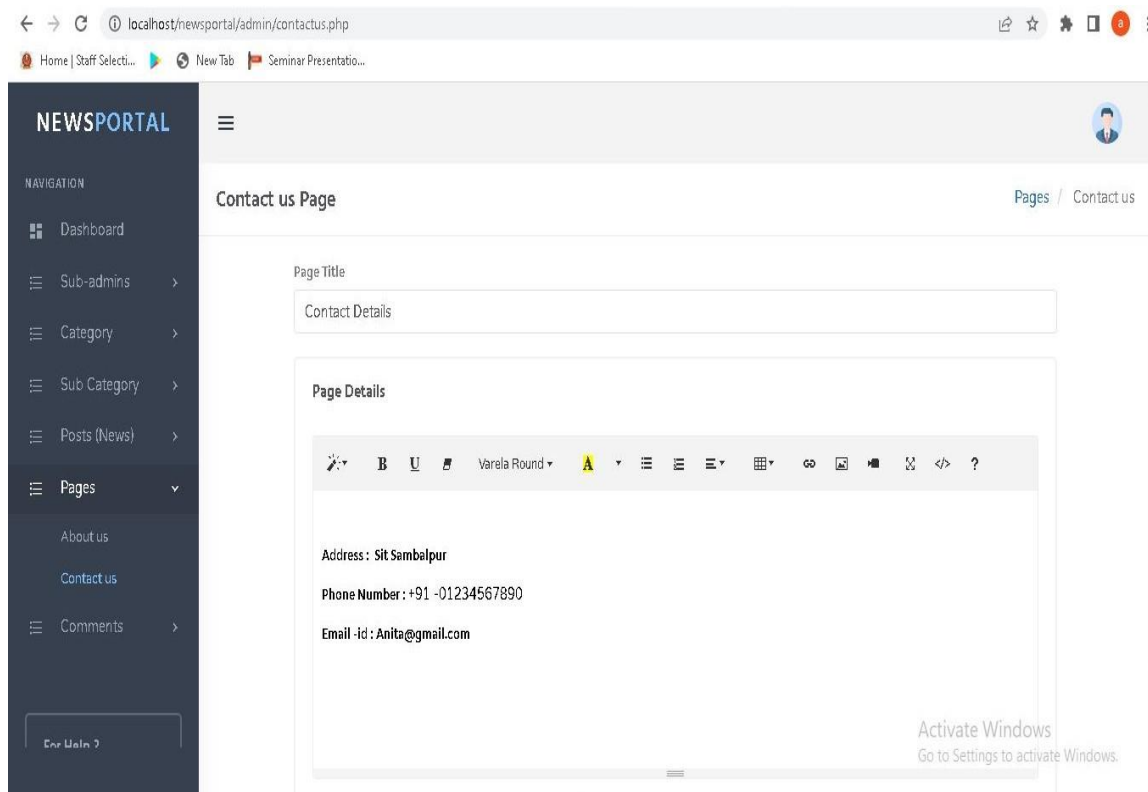 localhost/newsportal/admin/contactus.php
a
Home | Staff Selecti...
New Tab
Seminar Presentatio...
NEWSPORTAL
NAVIGATION
Dashboard
Sub-admins
Category
Sub Category
Posts (News)
Pages
About us
Contact us
Comments
For Help ?
Contact us Page
Pages / Contact us
Page Title
Contact Details
Page Details
B U Varela Round A </> ?
Address : Sit Sambalpur
Phone Number : +91 -01234567890
Email -id : Anita@gmail.com
Activate Windows
Go to Settings to activate Windows.